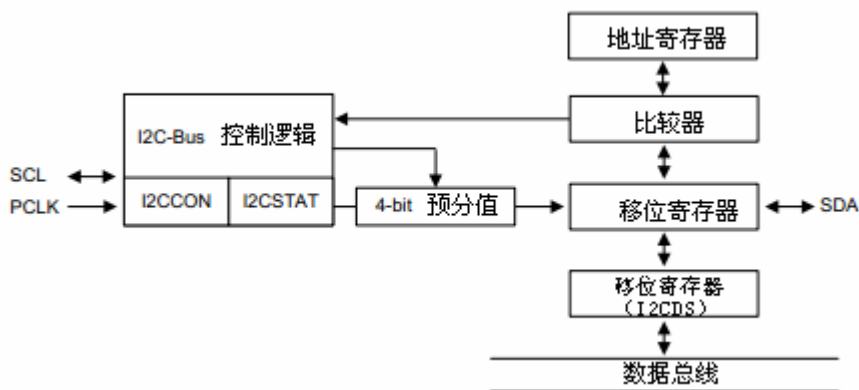 地址寄存器
I2C-Bus 控制逻辑
比较器
SCL
PCLK
I2CCON
I2CSTAT
4-bit 预分值
移位寄存器
SDA
移位寄存器
(I2CDS)
数据总线